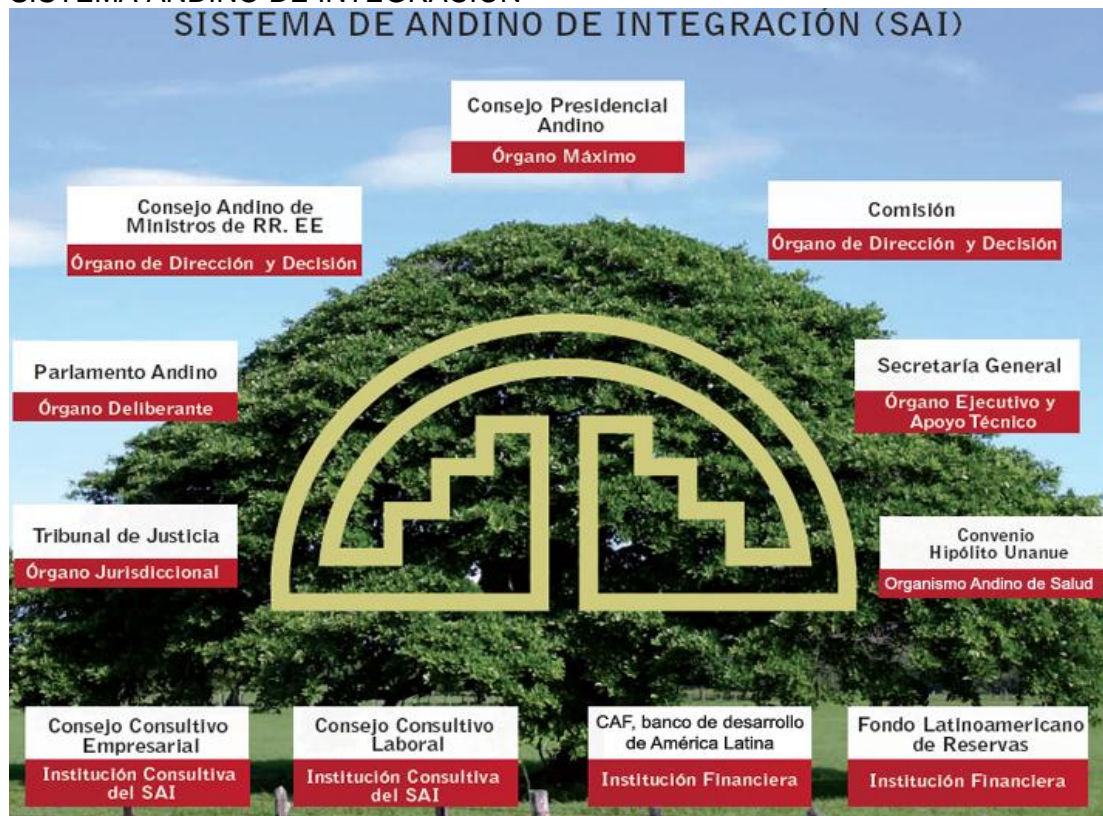 SISTEMA ANDINO DE INTEGRACIÓN
SISTEMA DE ANDINO DE INTEGRACIÓN (SAI)
Consejo Presidencial
Andino
Órgano Máximo
Consejo Andino de
Ministros de RR. EE
Órgano de Dirección y Decisión
Comisión
Órgano de Dirección y Decisión
Parlamento Andino
Órgano Deliberante
Secretaría General
Órgano Ejecutivo y
Apoyo Técnico
Tribunal de Justicia
Órgano Jurisdiccional
Convenio
Hipólito Unanue
Organismo Andino de Salud
Consejo Consultivo
Empresarial
Institución Consultiva
del SAI
Consejo Consultivo
Laboral
Institución Consultiva
del SAI
CAF, banco de desarrollo
de América Latina
Institución Financiera
Fondo Latinoamericano
de Reservas
Institución Financiera